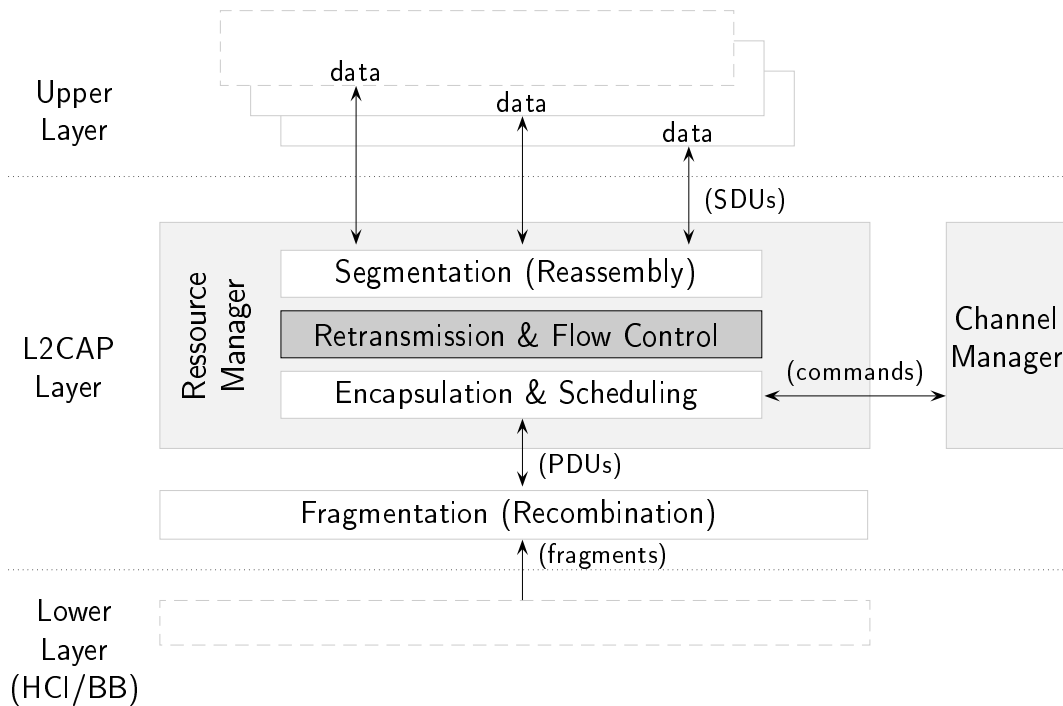 data
data
data
Upper
Layer
(SDUs)
Ressource
Manager
Segmentation (Reassembly)
Retransmission & Flow Control
Encapsulation & Scheduling
L2CAP
Layer
(commands)
Channel
Manager
(PDUs)
Fragmentation (Recombination)
(fragments)
Lower
Layer
(HCI/BB)